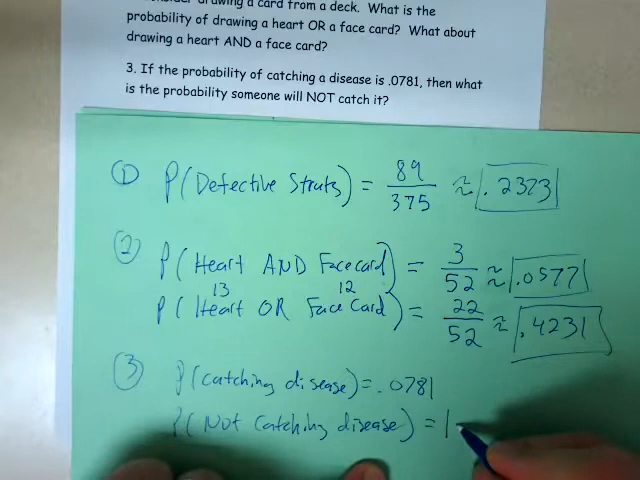 drawing a card from a deck. What is the
probability of drawing a heart OR a face card? What about
drawing a heart AND a face card?
3. If the probability of catching a disease is .0781, then what
is the probability someone will NOT catch it?
① P(Defective Struts) = 89/375 ≈ .2373
② P(Heart AND Face card) = 3/52 ≈ .0577
13 12
P(Heart OR Face Card) = 22/52 ≈ .4231
③ P(catching disease) = .0781
P(Not Catching disease) = 1